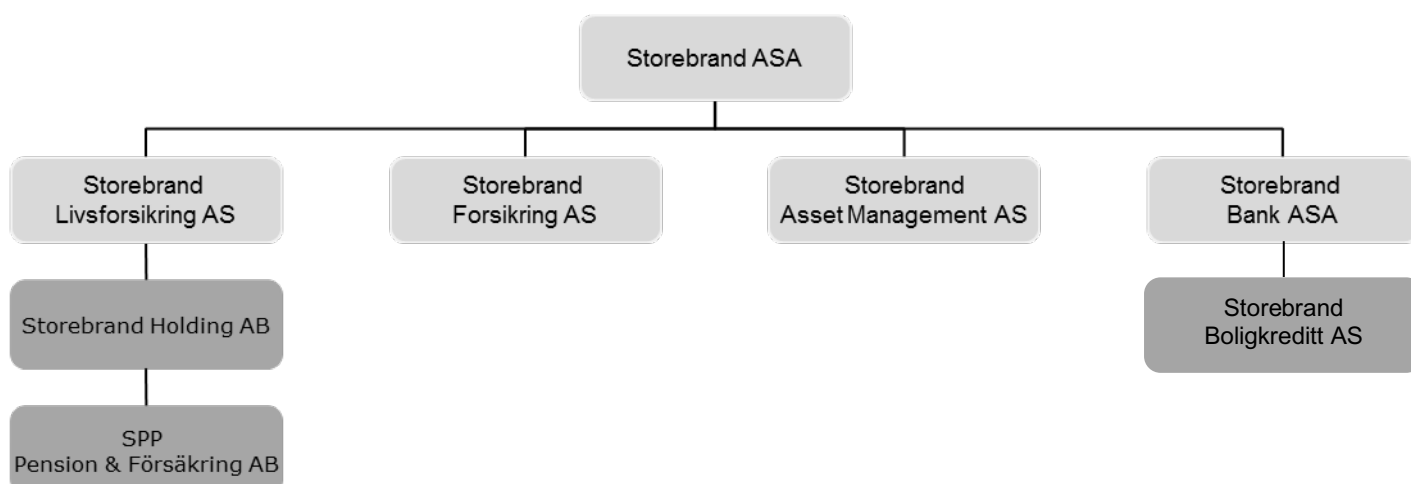 Storebrand ASA
Storebrand
Livsforsikring AS
Storebrand
Forsikring AS
Storebrand
Asset Management AS
Storebrand
Bank ASA
Storebrand Holding AB
Storebrand
Boligkreditt AS
SPP
Pension & Försäkring AB